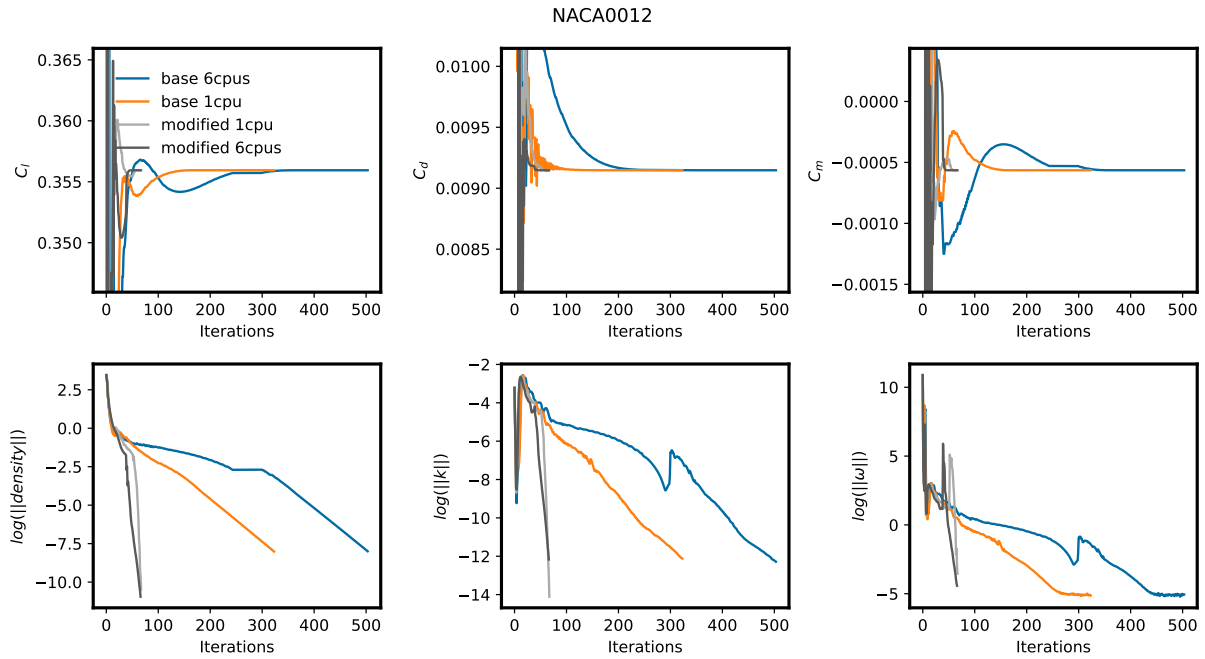 NACA0012
0.365
0.360
0.355
0.350
C_l
base 6cpus
base 1cpu
modified 1cpu
modified 6cpus
0 100 200 300 400 500
Iterations
0.0100
0.0095
0.0090
0.0085
C_d
0 100 200 300 400 500
Iterations
0.0000
−0.0005
−0.0010
−0.0015
C_m
0 100 200 300 400 500
Iterations
2.5
0.0
−2.5
−5.0
−7.5
−10.0
log(||density||)
0 100 200 300 400 500
Iterations
−2
−4
−6
−8
−10
−12
−14
log(||k||)
0 100 200 300 400 500
Iterations
10
5
0
−5
log(||ω||)
0 100 200 300 400 500
Iterations